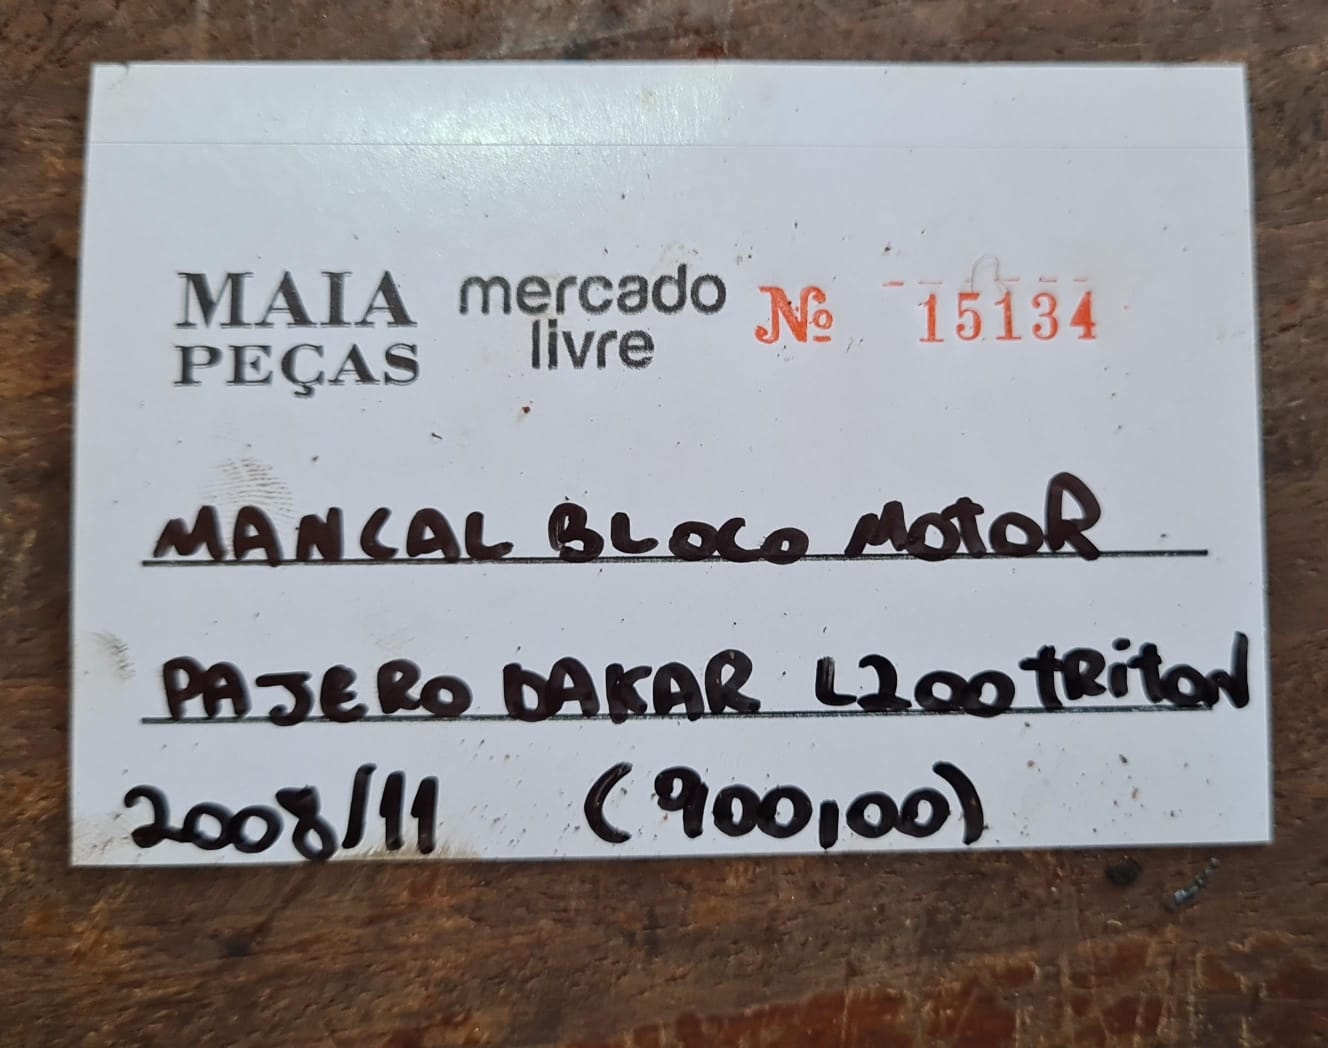 MAIA
PEÇAS
mercado
livre
Nº 15134
MANCAL BLOCO MOTOR
PAJERO DAKAR L200 TRITON
2008/11 (900,00)